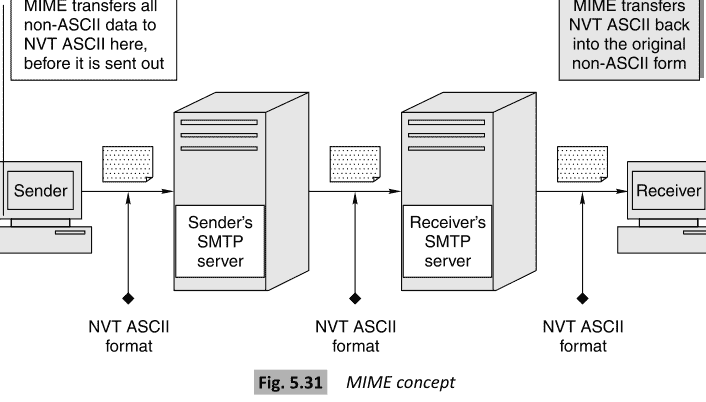 MIME transfers all
non-ASCII data to
NVT ASCII here,
before it is sent out
MIME transfers
NVT ASCII back
into the original
non-ASCII form
Sender
Sender's
SMTP
server
Receiver's
SMTP
server
Receiver
NVT ASCII
format
NVT ASCII
format
NVT ASCII
format
Fig. 5.31 MIME concept